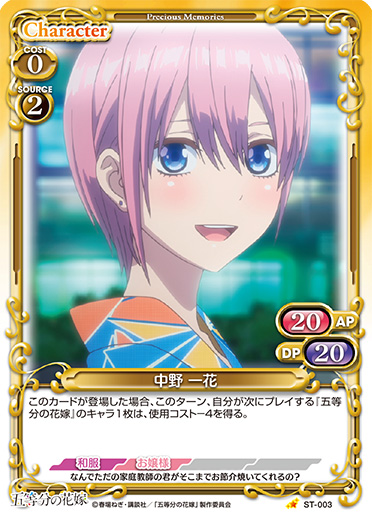 Precious Memories
Character
COST
0
SOURCE
2
20 AP
DP 20
中野 一花
このカードが登場した場合、このターン、自分が次にプレイする『五等
分の花嫁』のキャラ1枚は、使用コスト－4を得る。
和服 お嬢様
なんでただの家庭教師の君がそこまでお節介焼いてくれるの?
五等分の花嫁
ST-003
©春場ねぎ・講談社／「五等分の花嫁」製作委員会